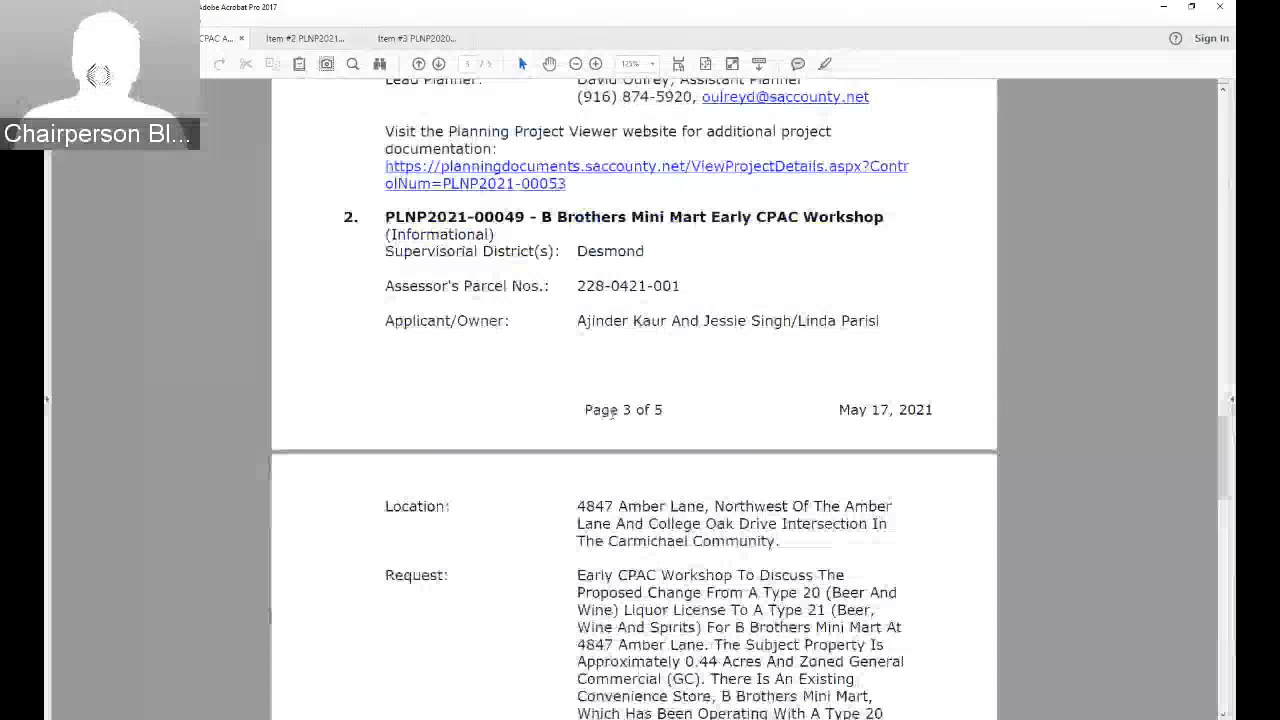 Adobe Acrobat Pro 2017
CPAC A... × Item #2 PLNP2021... Item #3 PLNP2020... Sign In
3 / 5 125%
Chairperson Bl...
Lead Planner: David Oulrey, Assistant Planner
(916) 874-5920, oulreyd@saccounty.net
Visit the Planning Project Viewer website for additional project
documentation:
https://planningdocuments.saccounty.net/ViewProjectDetails.aspx?Contr
olNum=PLNP2021-00053
2. PLNP2021-00049 - B Brothers Mini Mart Early CPAC Workshop
(Informational)
Supervisorial District(s): Desmond
Assessor's Parcel Nos.: 228-0421-001
Applicant/Owner: Ajinder Kaur And Jessie Singh/Linda Parisi
Page 3 of 5 May 17, 2021
Location: 4847 Amber Lane, Northwest Of The Amber
Lane And College Oak Drive Intersection In
The Carmichael Community.
Request: Early CPAC Workshop To Discuss The
Proposed Change From A Type 20 (Beer And
Wine) Liquor License To A Type 21 (Beer,
Wine And Spirits) For B Brothers Mini Mart At
4847 Amber Lane. The Subject Property Is
Approximately 0.44 Acres And Zoned General
Commercial (GC). There Is An Existing
Convenience Store, B Brothers Mini Mart,
Which Has Been Operating With A Type 20